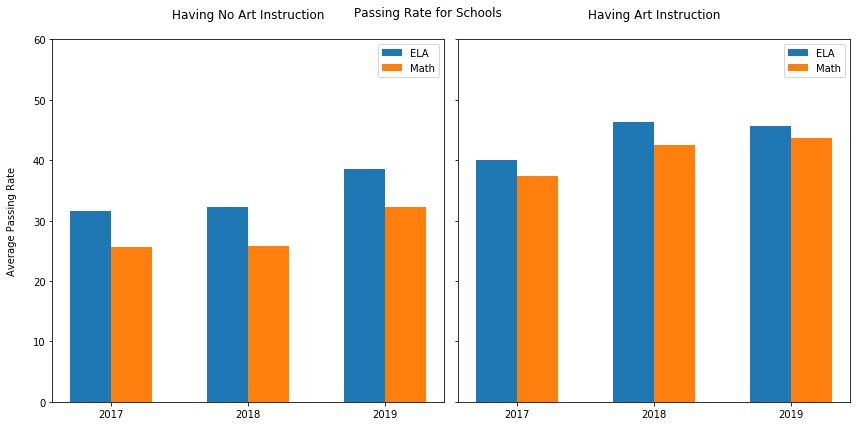 Passing Rate for Schools
Having No Art Instruction
Having Art Instruction
Average Passing Rate
60
50
40
30
20
10
0
ELA
Math
2017 2018 2019
ELA
Math
2017 2018 2019